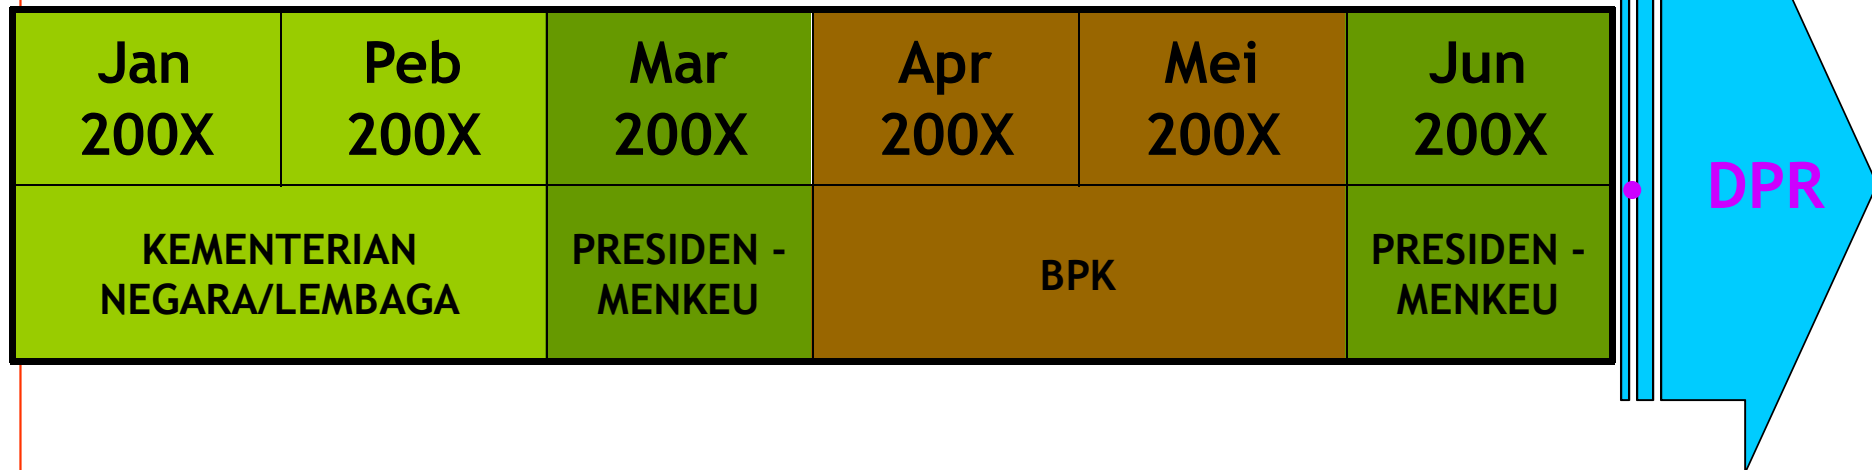 Jan
200X
Peb
200X
Mar
200X
Apr
200X
Mei
200X
Jun
200X
KEMENTERIAN
NEGARA/LEMBAGA
PRESIDEN -
MENKEU
BPK
PRESIDEN -
MENKEU
DPR